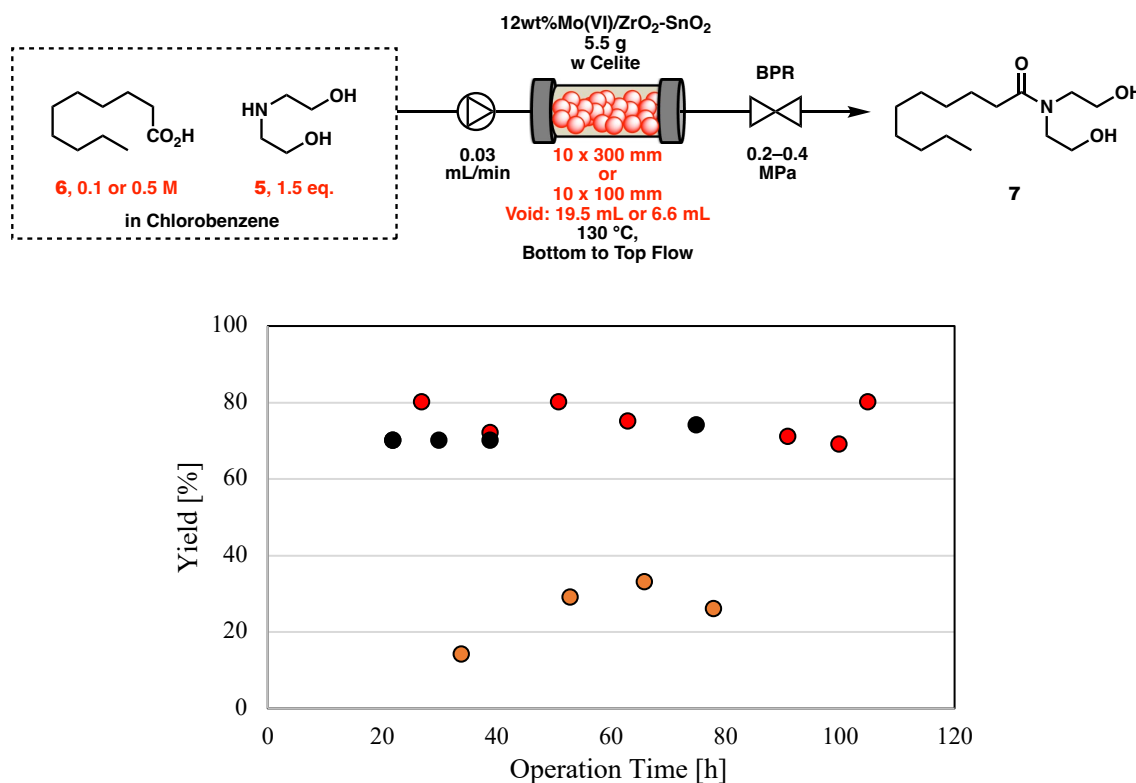 12wt%Mo(VI)/ZrO2-SnO2
5.5 g
w Celite
BPR
O
OH
N
OH
CO2H
HN
OH
OH
6, 0.1 or 0.5 M
5, 1.5 eq.
in Chlorobenzene
0.03
mL/min
10 x 300 mm
or
10 x 100 mm
Void: 19.5 mL or 6.6 mL
130 °C,
Bottom to Top Flow
0.2–0.4
MPa
7
Yield [%]
100
80
60
40
20
0
0 20 40 60 80 100 120
Operation Time [h]